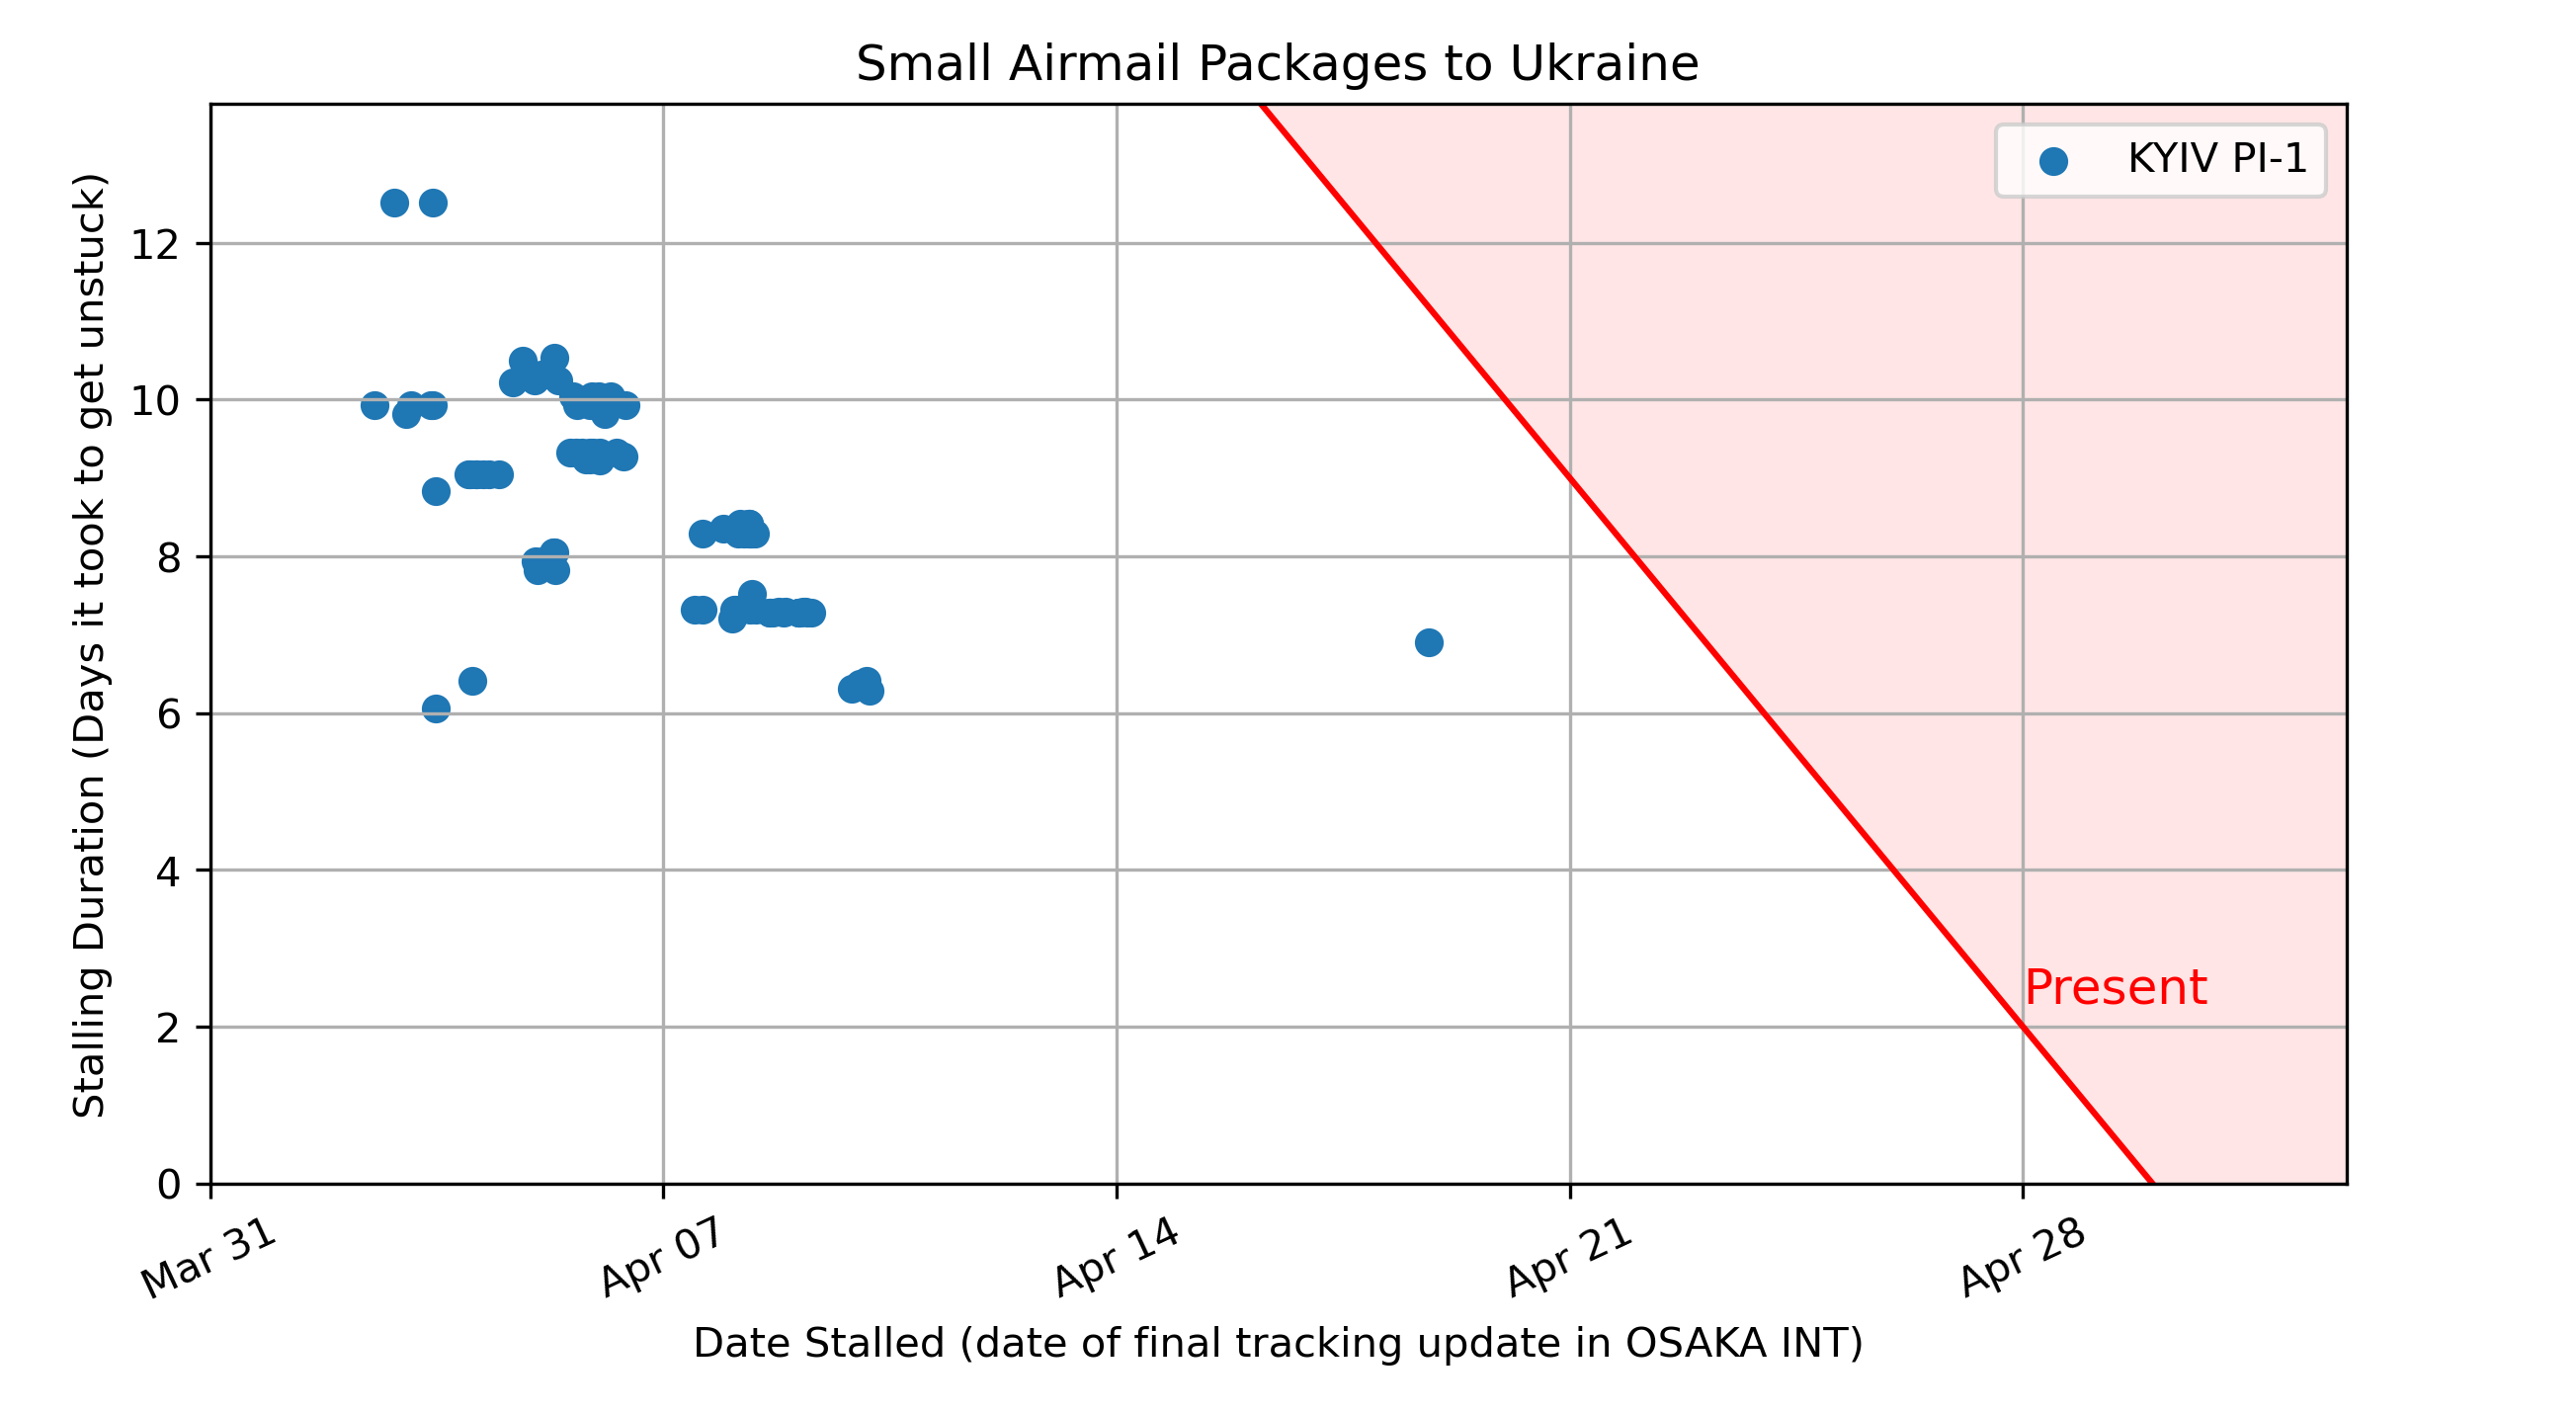 Small Airmail Packages to Ukraine
KYIV PI-1
Stalling Duration (Days it took to get unstuck)
12
10
8
6
4
2
0
Present
Mar 31
Apr 07
Apr 14
Apr 21
Apr 28
Date Stalled (date of final tracking update in OSAKA INT)